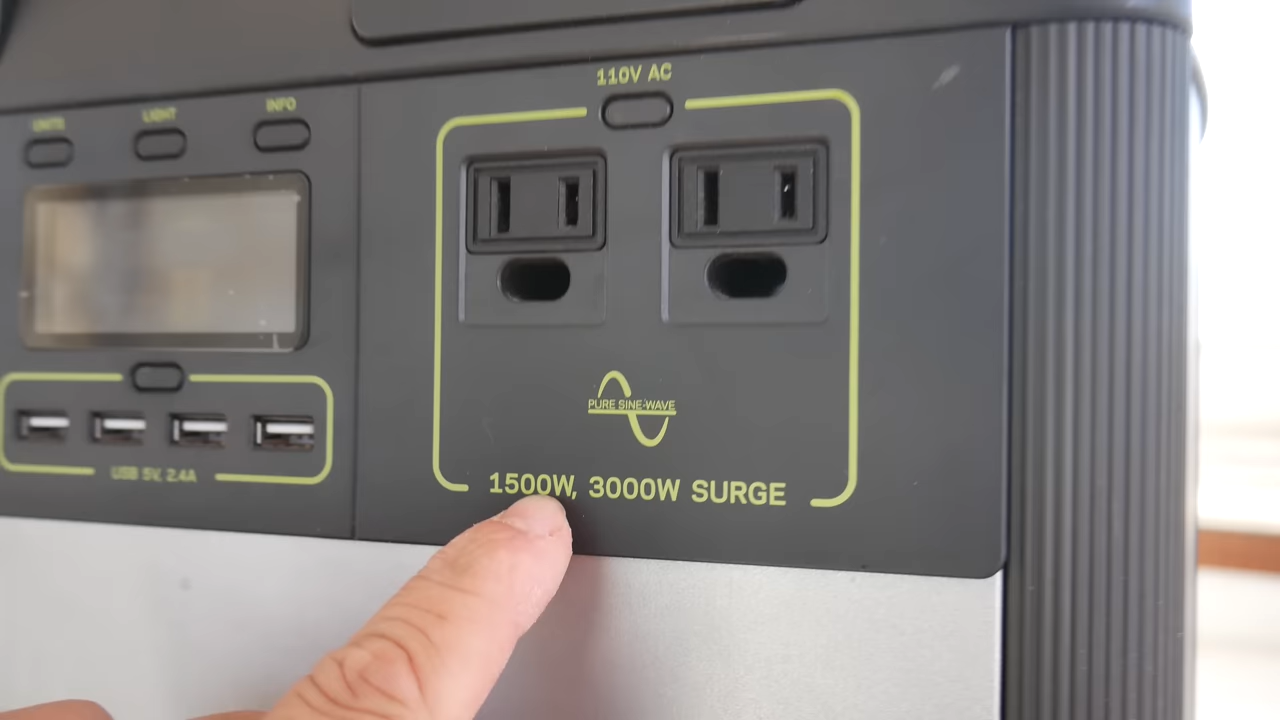 110V AC
UNITS
LIGHT
INFO
PURE SINE-WAVE
USB 5V, 2.4A
1500W, 3000W SURGE